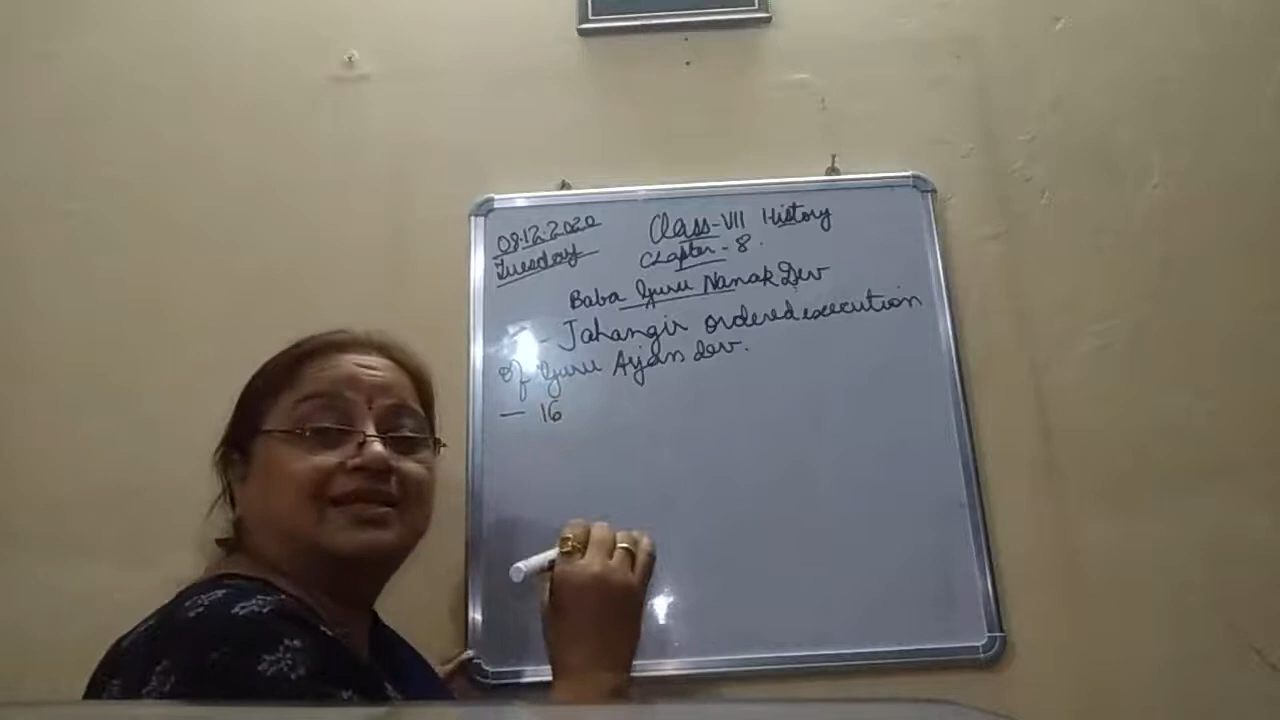 08.12.2020 Class-VII History
Tuesday Chapter - 8.
Baba Guru Nanak Dev
- Jahangir ordered execution
of Guru Arjan dev.
- 16